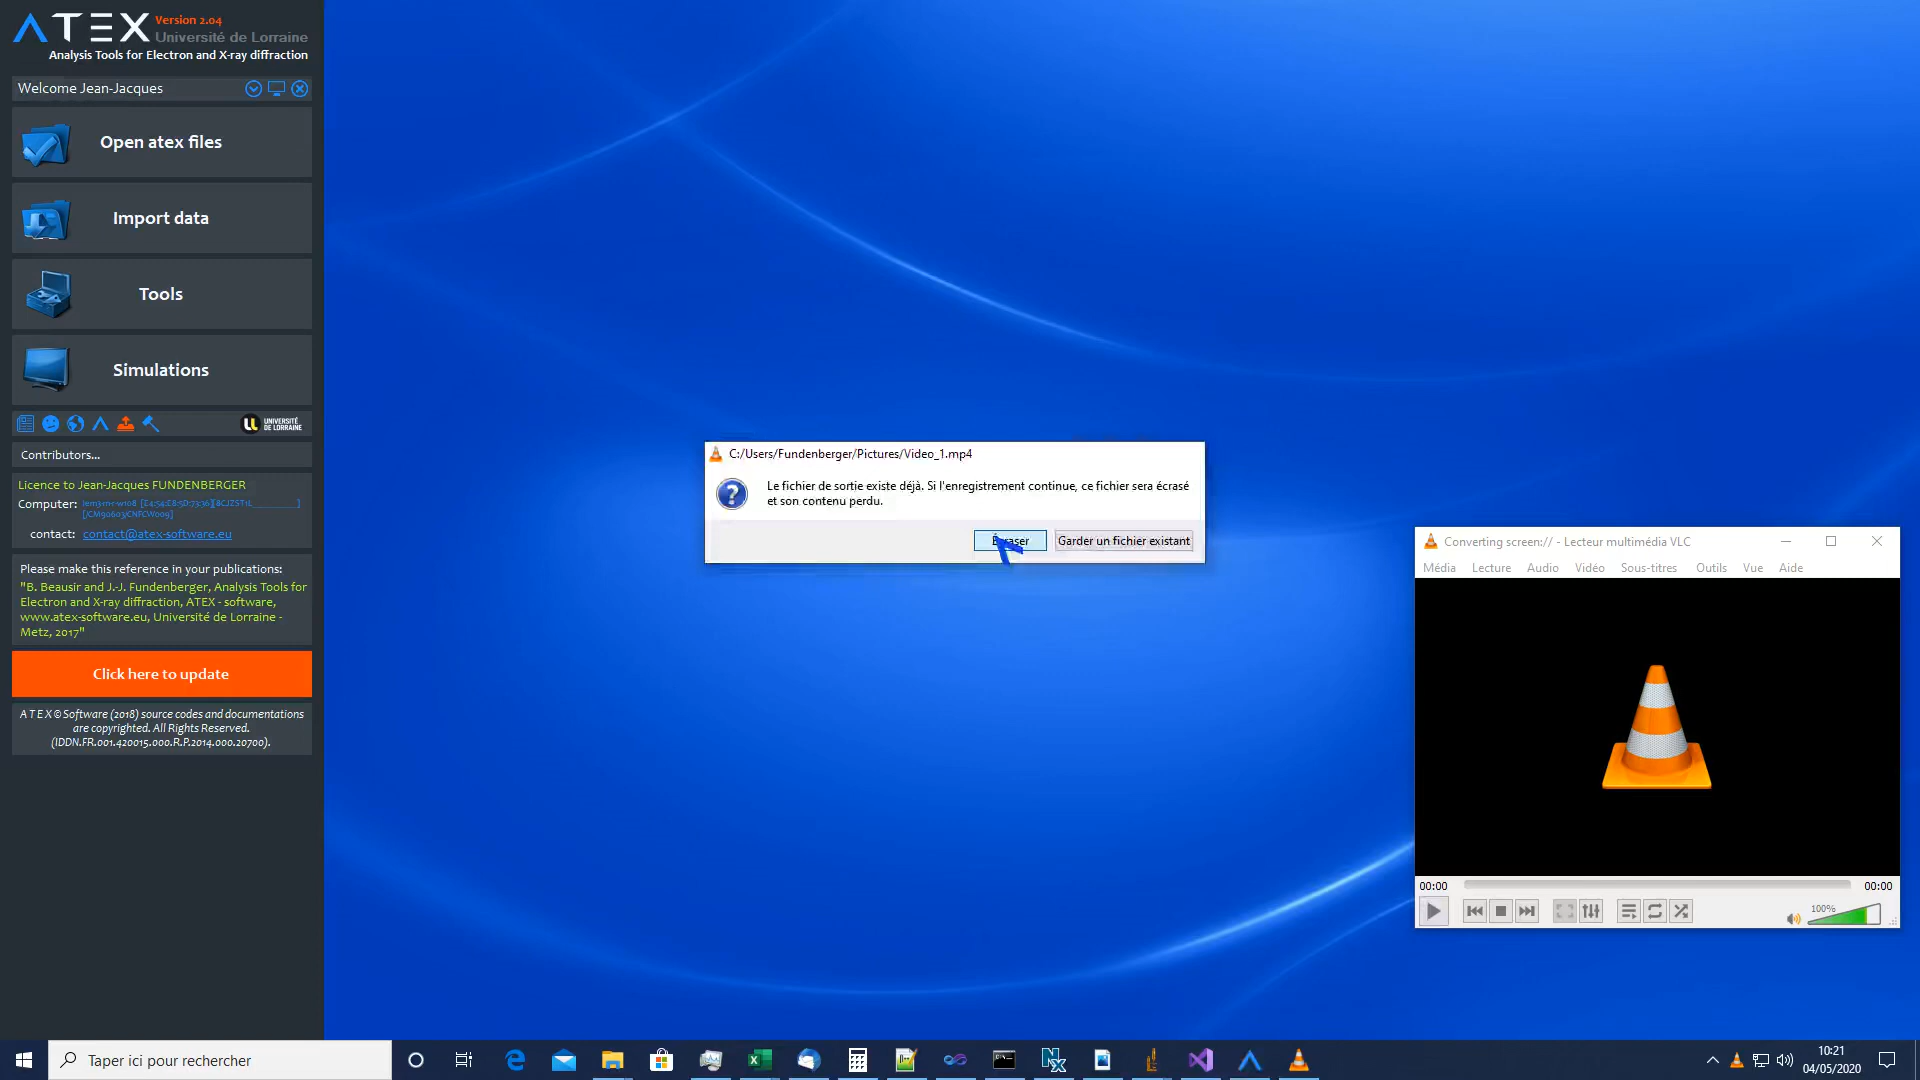 ATEX Version 2.04
Université de Lorraine
Analysis Tools for Electron and X-ray diffraction
Welcome Jean-Jacques
Open atex files
Import data
Tools
Simulations
UNIVERSITÉ
DE LORRAINE
Contributors...
Licence to Jean-Jacques FUNDENBERGER
Computer:
contact: contact@atex-software.eu
Please make this reference in your publications:
"B. Beausir and J.-J. Fundenberger, Analysis Tools for
Electron and X-ray diffraction, ATEX - software,
www.atex-software.eu, Université de Lorraine -
Metz, 2017"
Click here to update
A T E X © Software (2018) source codes and documentations
are copyrighted. All Rights Reserved.
(IDDN.FR.001.420015.000.R.P.2014.000.20700).
C:/Users/Fundenberger/Pictures/Video_1.mp4
Le fichier de sortie existe déjà. Si l'enregistrement continue, ce fichier sera écrasé
et son contenu perdu.
Écraser Garder un fichier existant
Converting screen:// - Lecteur multimédia VLC
Média Lecture Audio Vidéo Sous-titres Outils Vue Aide
00:00 00:00
100%
Taper ici pour rechercher
10:21
04/05/2020